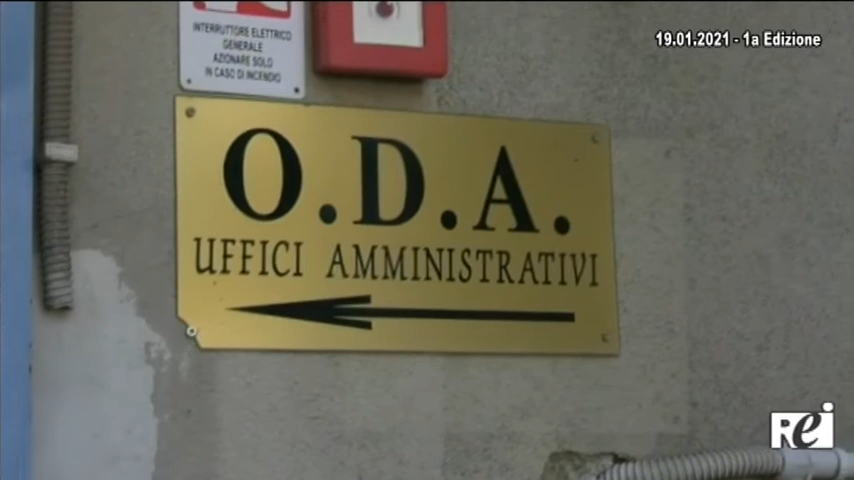 19.01.2021 - 1a Edizione
INTERRUTTORE ELETTRICO
GENERALE
AZIONARE SOLO
IN CASO DI INCENDIO
O.D.A.
UFFICI AMMINISTRATIVI
REi